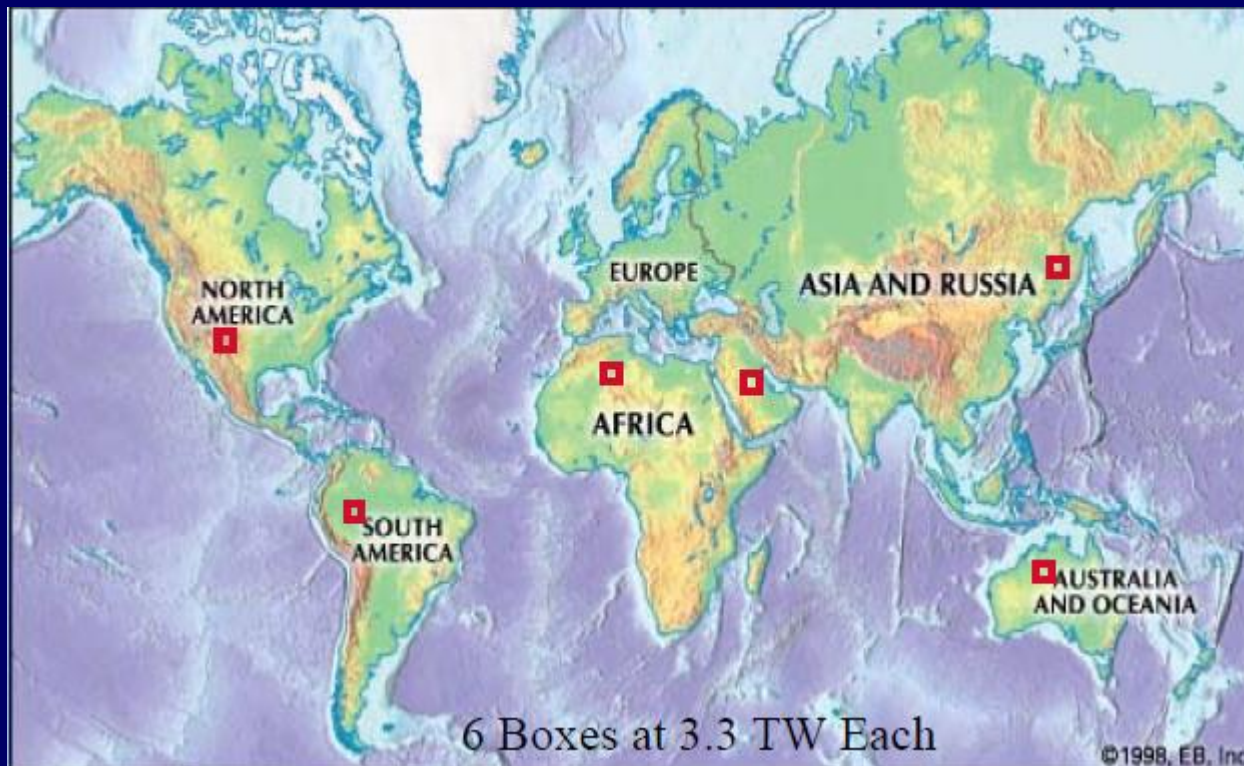 EUROPE
ASIA AND RUSSIA
NORTH
AMERICA
AFRICA
SOUTH
AMERICA
AUSTRALIA
AND OCEANIA
6 Boxes at 3.3 TW Each
©1998, EB, Inc